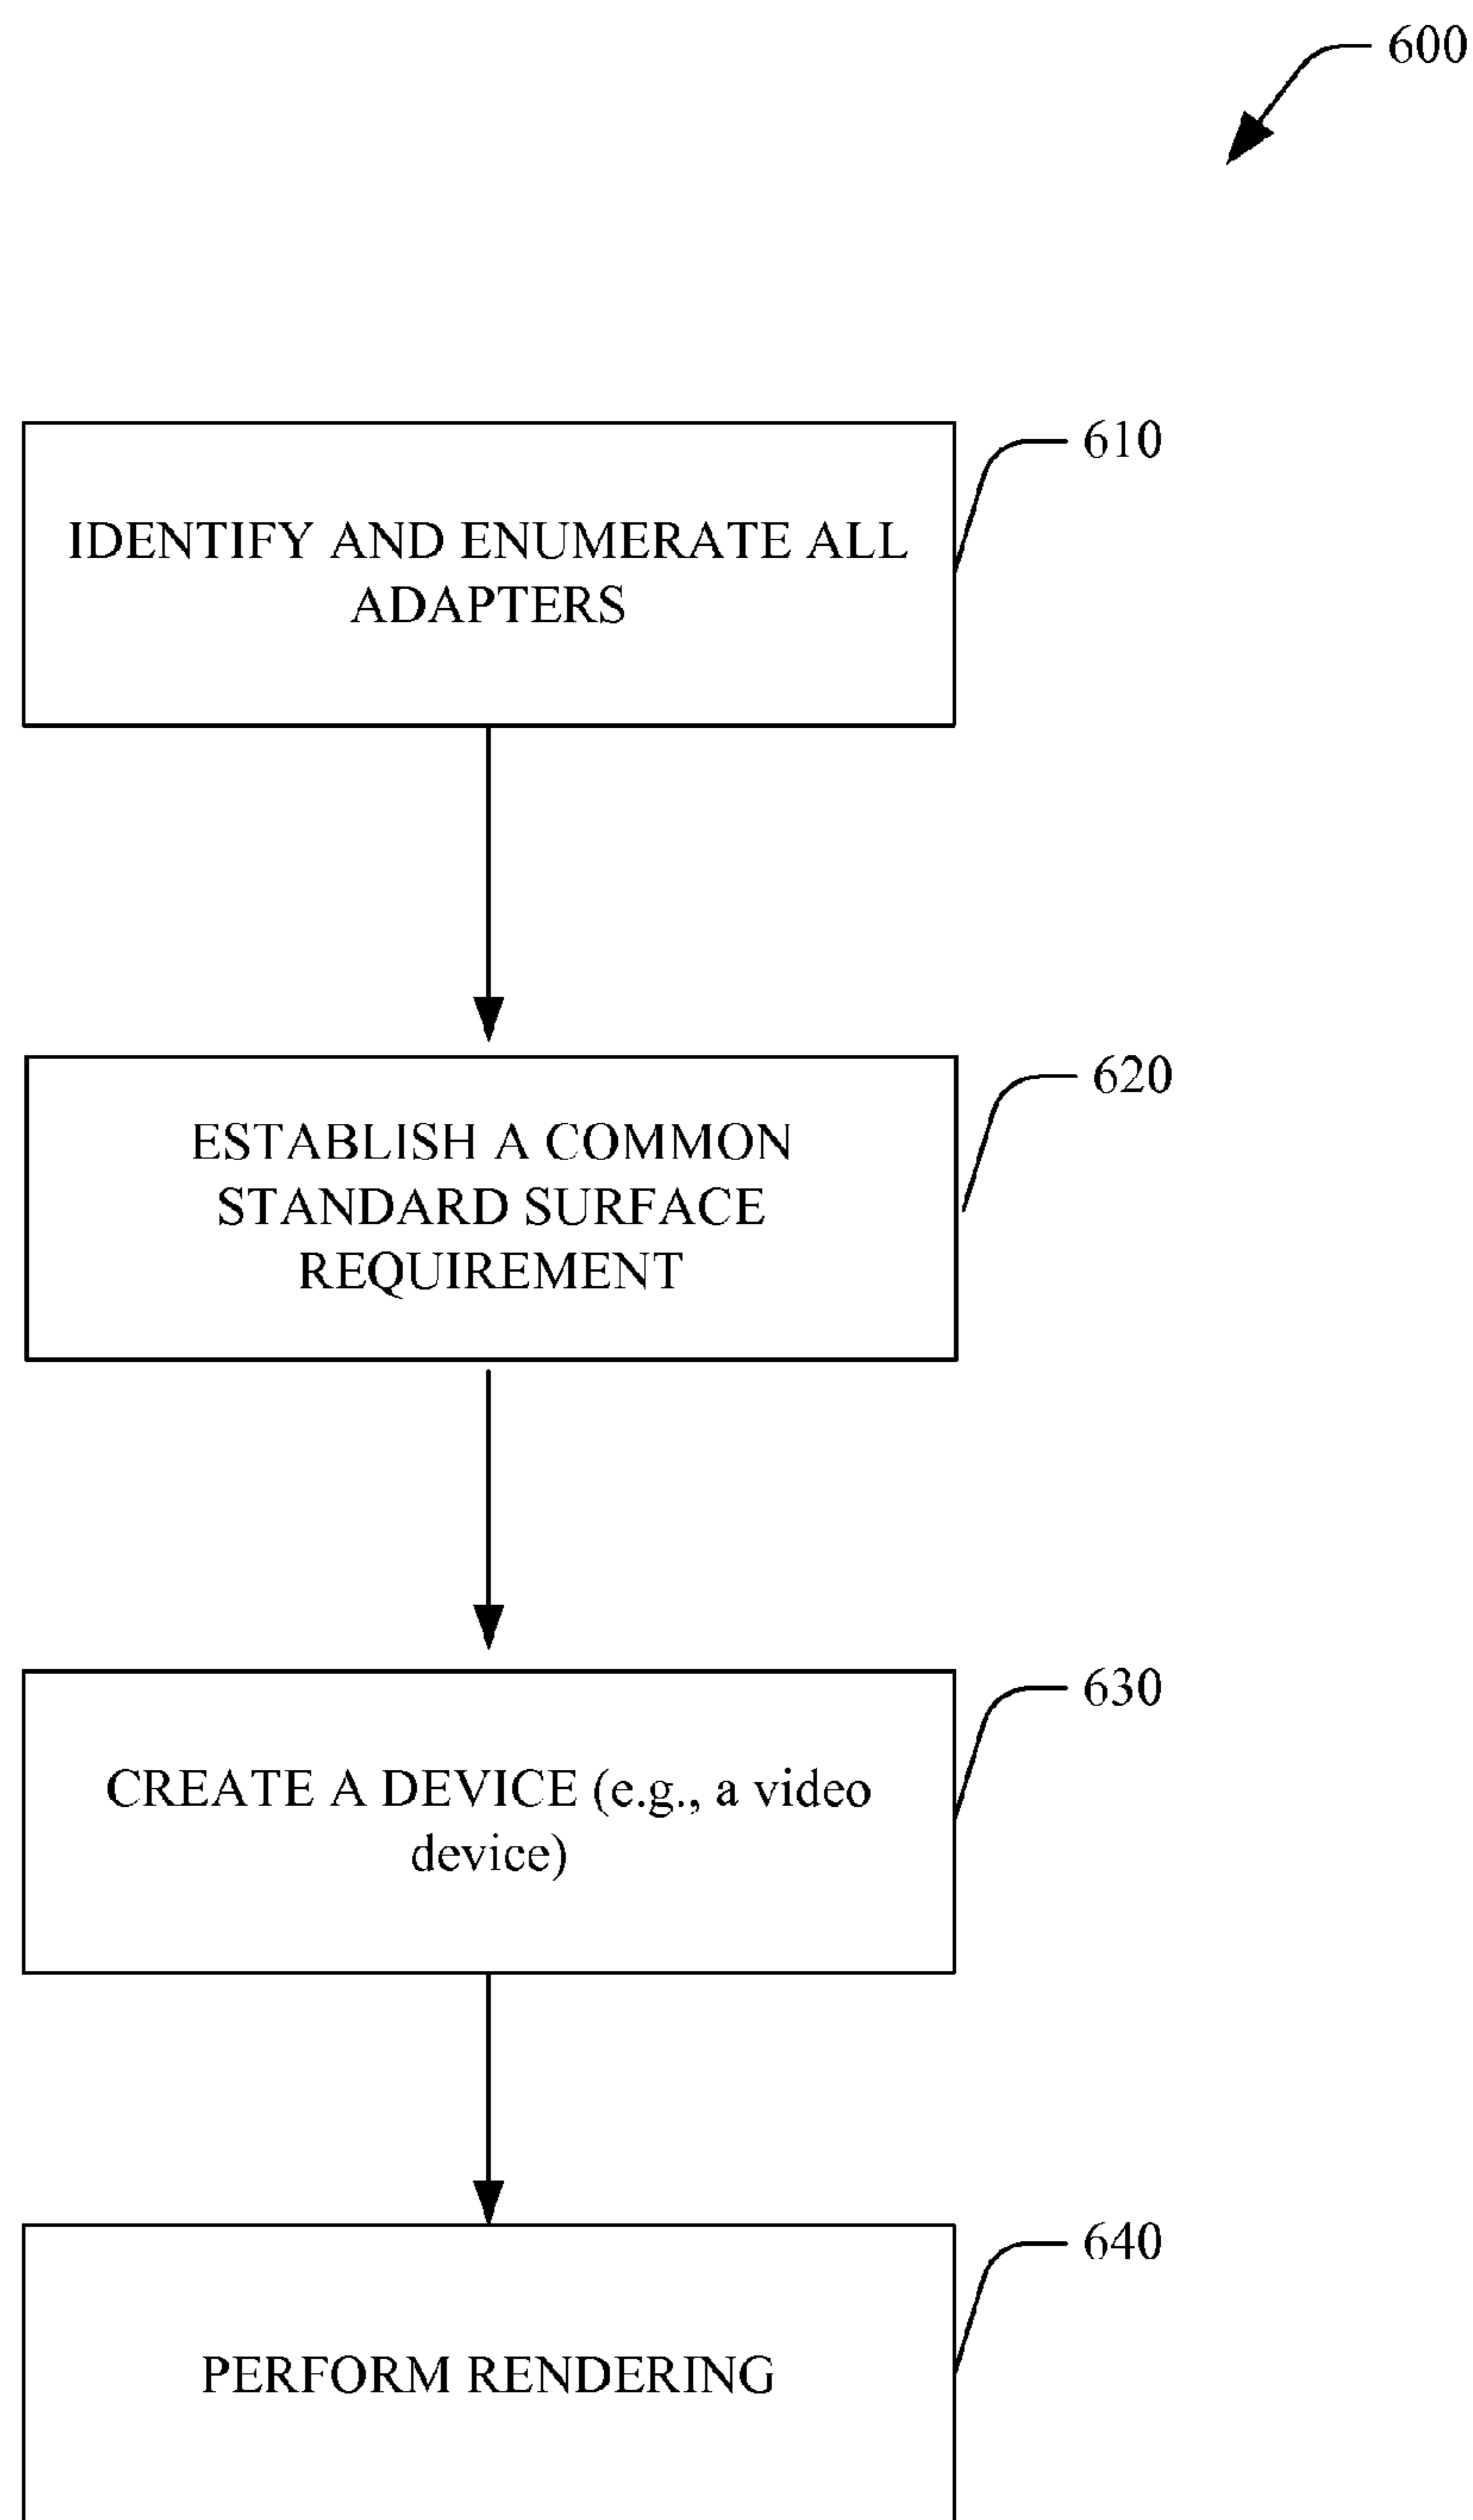 600
610
IDENTIFY AND ENUMERATE ALL
ADAPTERS
620
ESTABLISH A COMMON
STANDARD SURFACE
REQUIREMENT
630
CREATE A DEVICE (e.g., a video
device)
640
PERFORM RENDERING